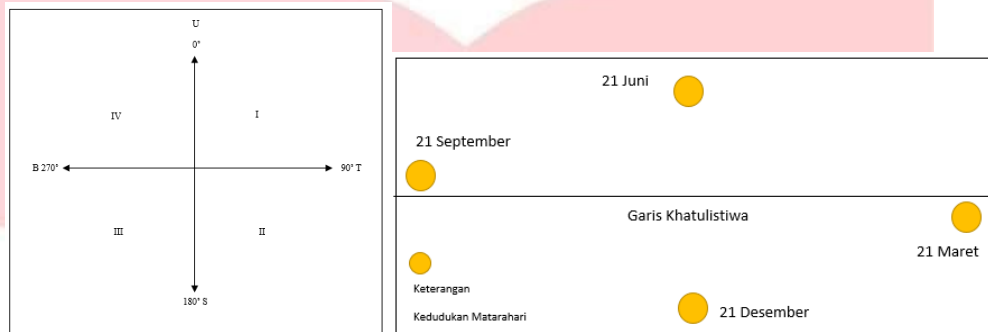 U
0°
IV
I
B 270°
90° T
III
II
180° S
21 Juni
21 September
Garis Khatulistiwa
21 Maret
Keterangan
Kedudukan Matarahari
21 Desember